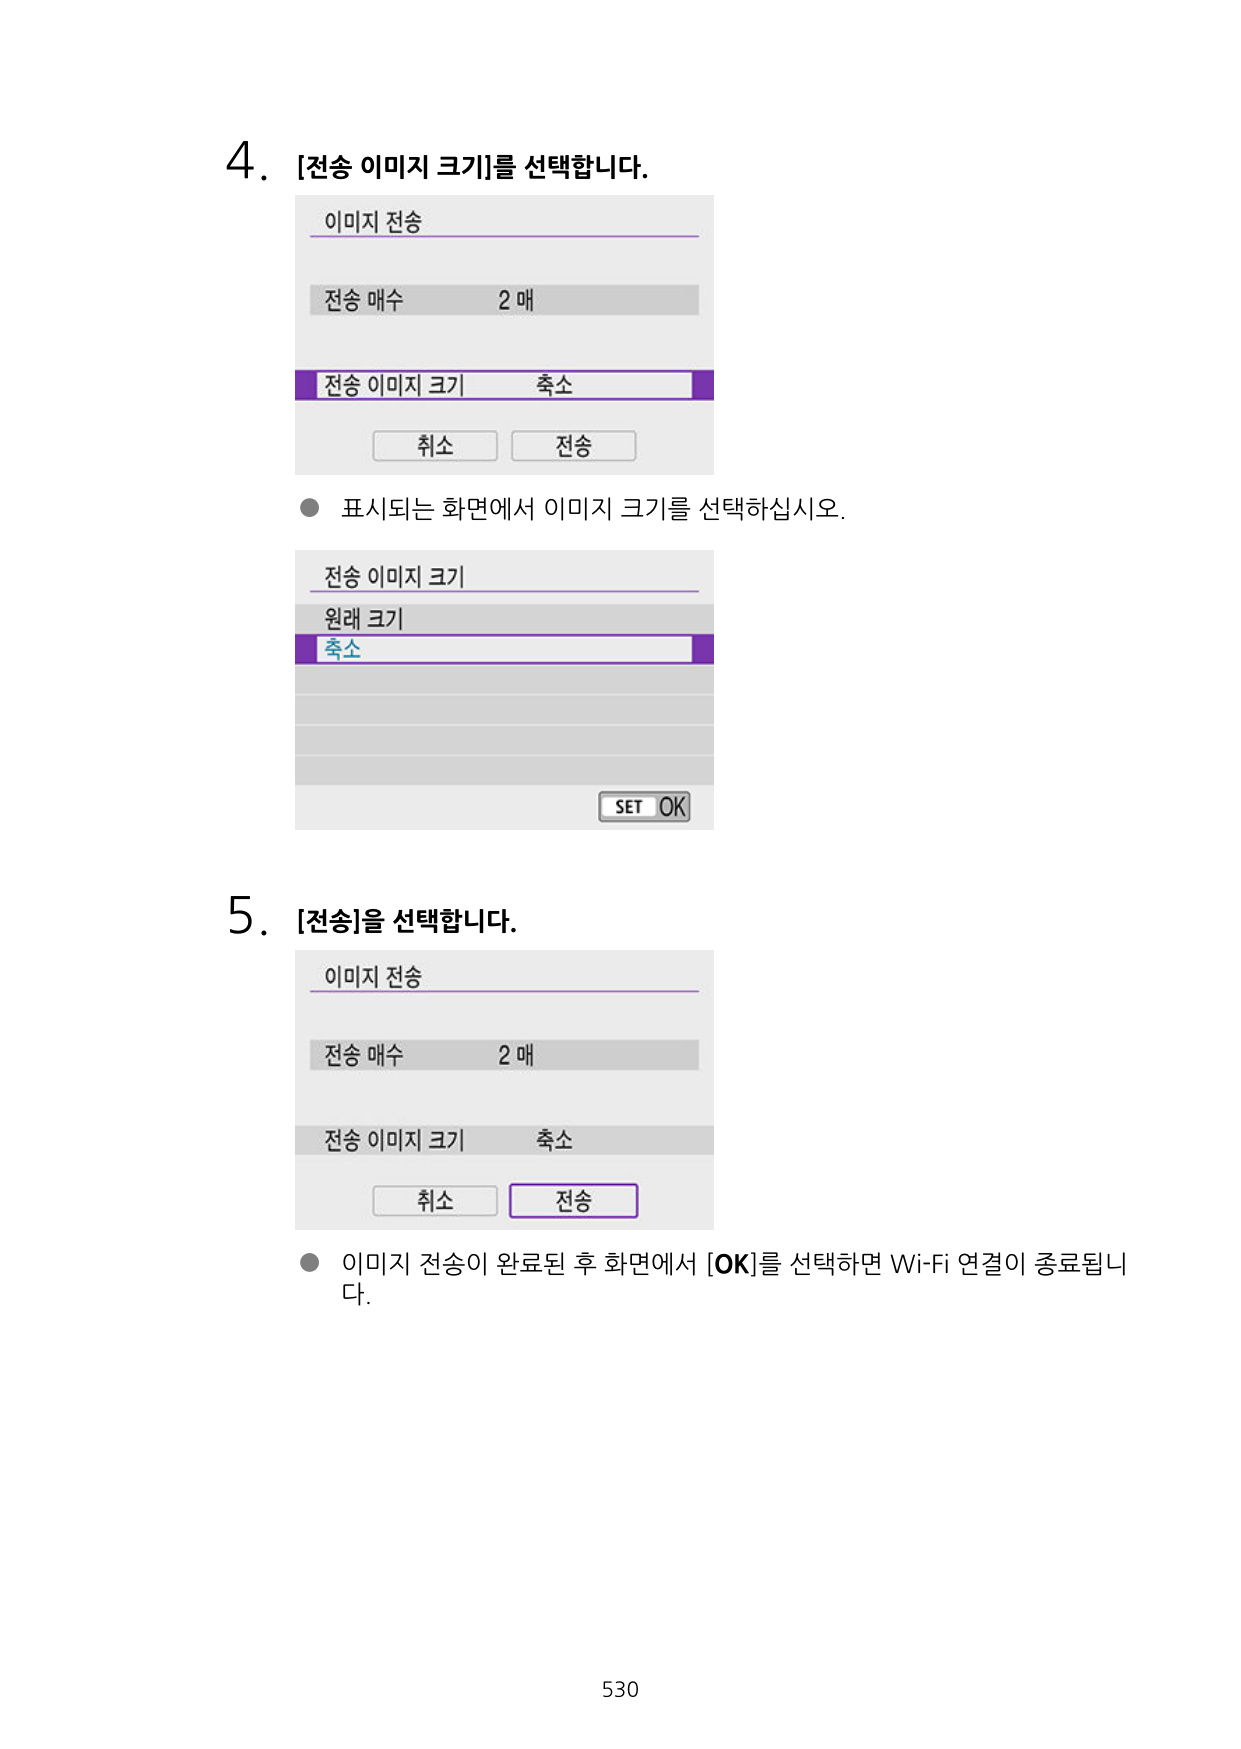 4. [전송 이미지 크기]를 선택합니다.
이미지 전송
전송 매수 2 매
전송 이미지 크기 축소
취소 전송
● 표시되는 화면에서 이미지 크기를 선택하십시오.
전송 이미지 크기
원래 크기
축소
SET OK
5. [전송]을 선택합니다.
이미지 전송
전송 매수 2 매
전송 이미지 크기 축소
취소 전송
● 이미지 전송이 완료된 후 화면에서 [OK]를 선택하면 Wi-Fi 연결이 종료됩니
다.
530